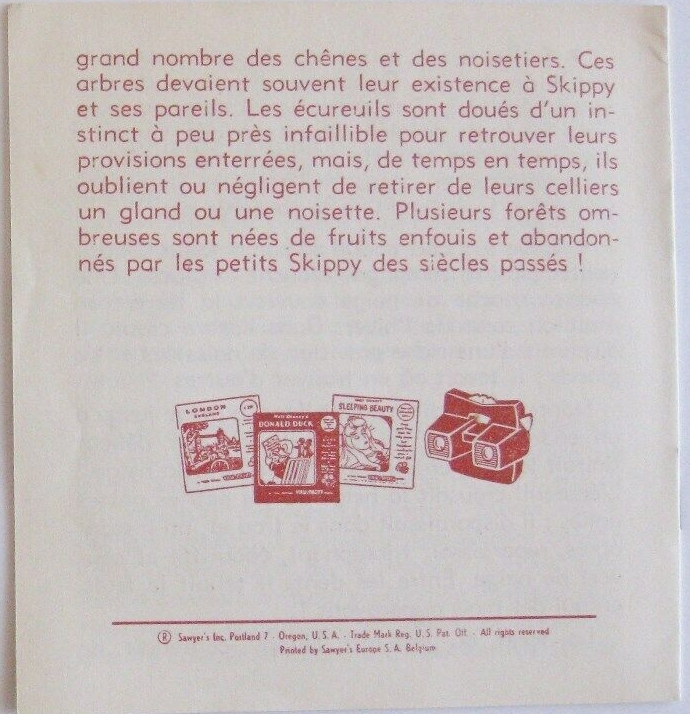 grand nombre des chênes et des noisetiers. Ces
arbres devaient souvent leur existence à Skippy
et ses pareils. Les écureuils sont doués d'un in-
stinct à peu près infaillible pour retrouver leurs
provisions enterrées, mais, de temps en temps, ils
oublient ou négligent de retirer de leurs celliers
un gland ou une noisette. Plusieurs forêts om-
breuses sont nées de fruits enfouis et abandon-
nés par les petits Skippy des siècles passés !
LONDON
ENGLAND
Walt Disney's
DONALD DUCK
SLEEPING BEAUTY
® Sawyer's Inc. Portland 7 - Oregon, U. S. A. - Trade Mark Reg. U. S. Pat. Off. - All rights reserved
Printed by Sawyer's Europe S. A. Belgium